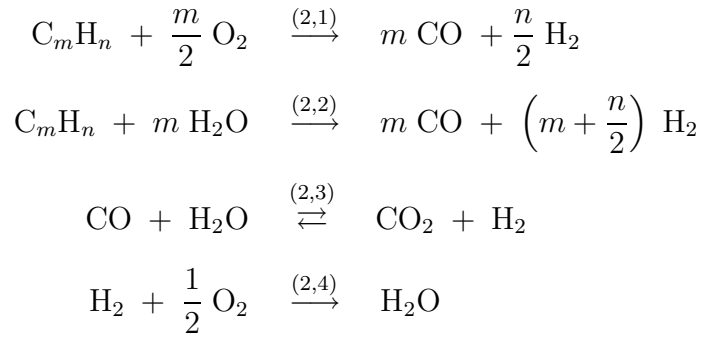 CₘHₙ + m/2 O₂ (2,1)⟶ m CO + n/2 H₂
CₘHₙ + m H₂O (2,2)⟶ m CO + (m + n/2) H₂
CO + H₂O (2,3)⇄ CO₂ + H₂
H₂ + 1/2 O₂ (2,4)⟶ H₂O